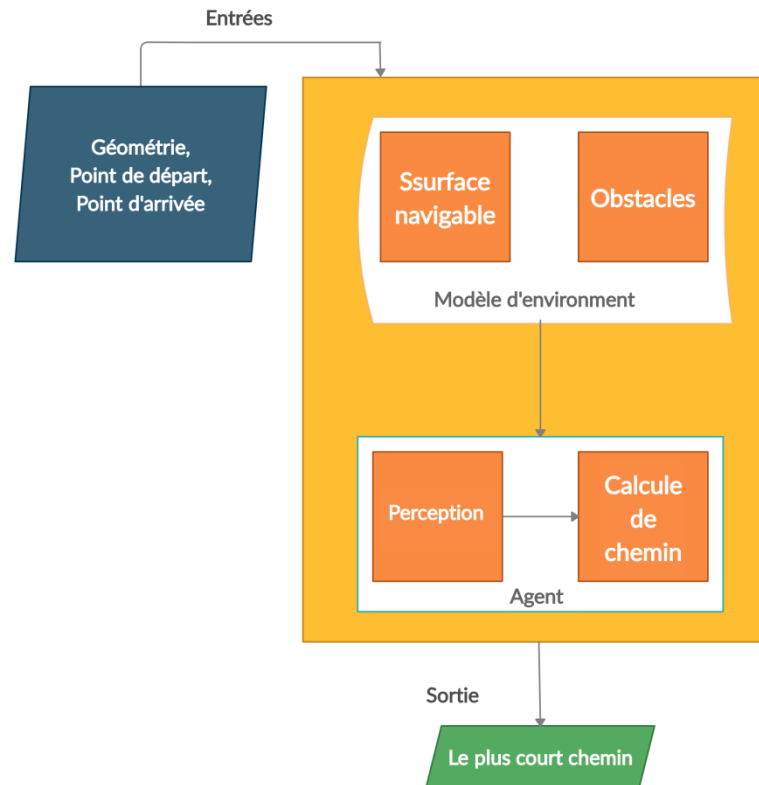 Entrées
Géométrie,
Point de départ,
Point d'arrivée
Ssurface
navigable
Obstacles
Modèle d'environment
Perception
Calcule
de
chemin
Agent
Sortie
Le plus court chemin